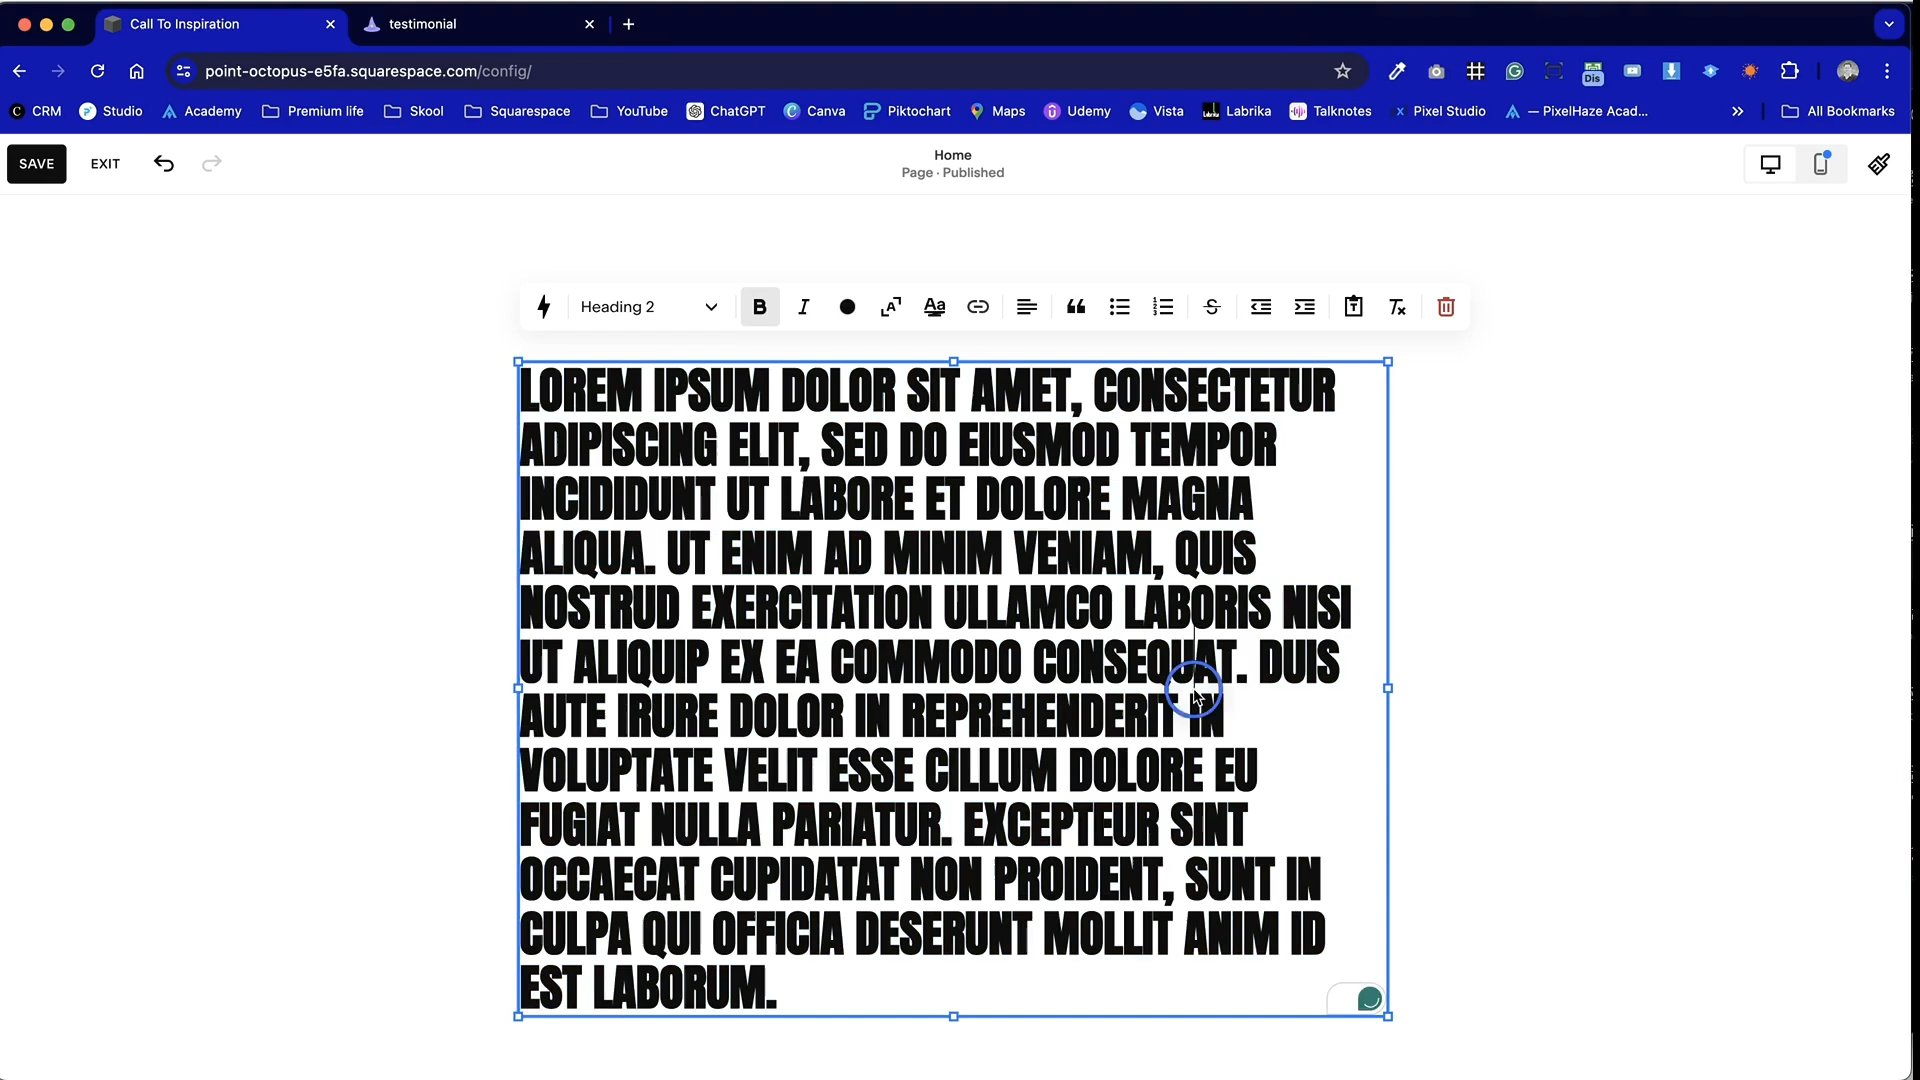 Call To Inspiration
testimonial
point-octopus-e5fa.squarespace.com/config/
Dis
CRM Studio Academy Premium life Skool Squarespace YouTube ChatGPT Canva Piktochart Maps Udemy Vista Labrika Talknotes Pixel Studio — PixelHaze Acad... » All Bookmarks
SAVE EXIT
Home
Page · Published
Heading 2
LOREM IPSUM DOLOR SIT AMET, CONSECTETUR
ADIPISCING ELIT, SED DO EIUSMOD TEMPOR
INCIDIDUNT UT LABORE ET DOLORE MAGNA
ALIQUA. UT ENIM AD MINIM VENIAM, QUIS
NOSTRUD EXERCITATION ULLAMCO LABORIS NISI
UT ALIQUIP EX EA COMMODO CONSEQUAT. DUIS
AUTE IRURE DOLOR IN REPREHENDERIT IN
VOLUPTATE VELIT ESSE CILLUM DOLORE EU
FUGIAT NULLA PARIATUR. EXCEPTEUR SINT
OCCAECAT CUPIDATAT NON PROIDENT, SUNT IN
CULPA QUI OFFICIA DESERUNT MOLLIT ANIM ID
EST LABORUM.